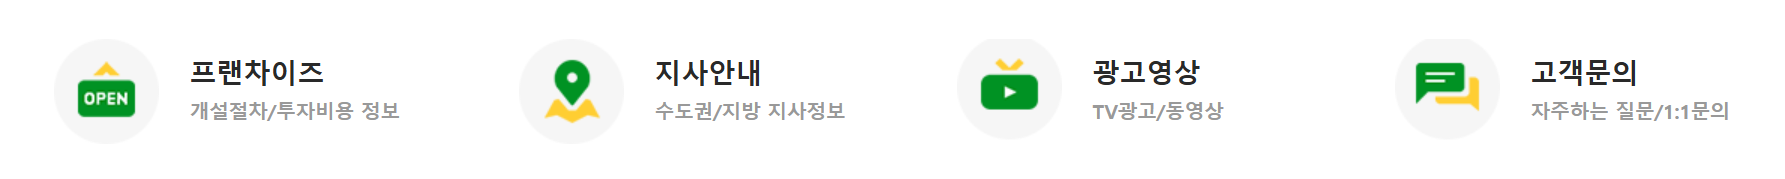 OPEN
프랜차이즈
개설절차/투자비용 정보
지사안내
수도권/지방 지사정보
광고영상
TV광고/동영상
고객문의
자주하는 질문/1:1문의